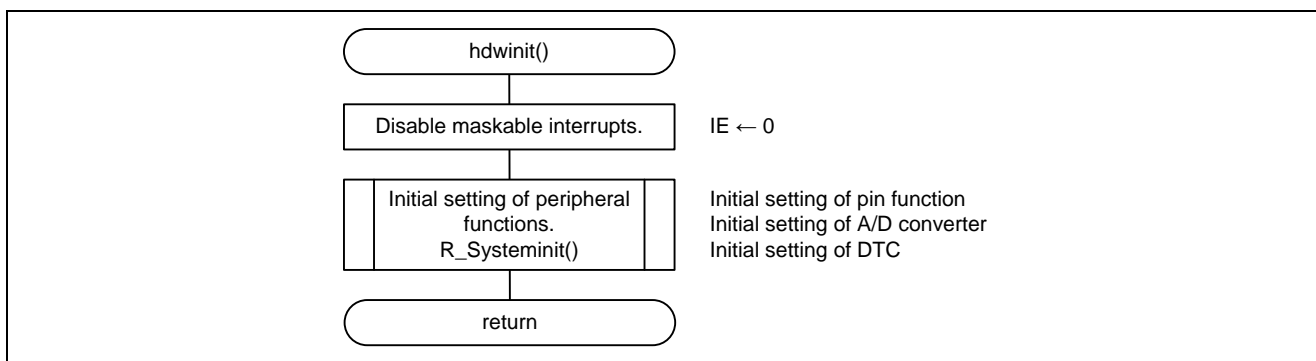 hdwinit()
Disable maskable interrupts.
IE ← 0
Initial setting of peripheral
functions.
R_Systeminit()
Initial setting of pin function
Initial setting of A/D converter
Initial setting of DTC
return